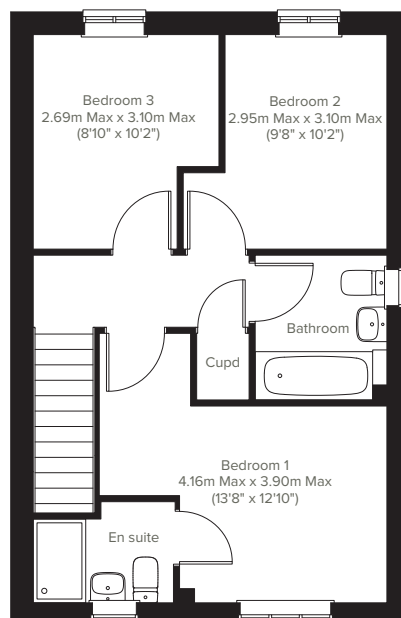 Bedroom 3
2.69m Max x 3.10m Max
(8'10" x 10'2")
Bedroom 2
2.95m Max x 3.10m Max
(9'8" x 10'2")
Bathroom
Cupd
Bedroom 1
4.16m Max x 3.90m Max
(13'8" x 12'10")
En suite